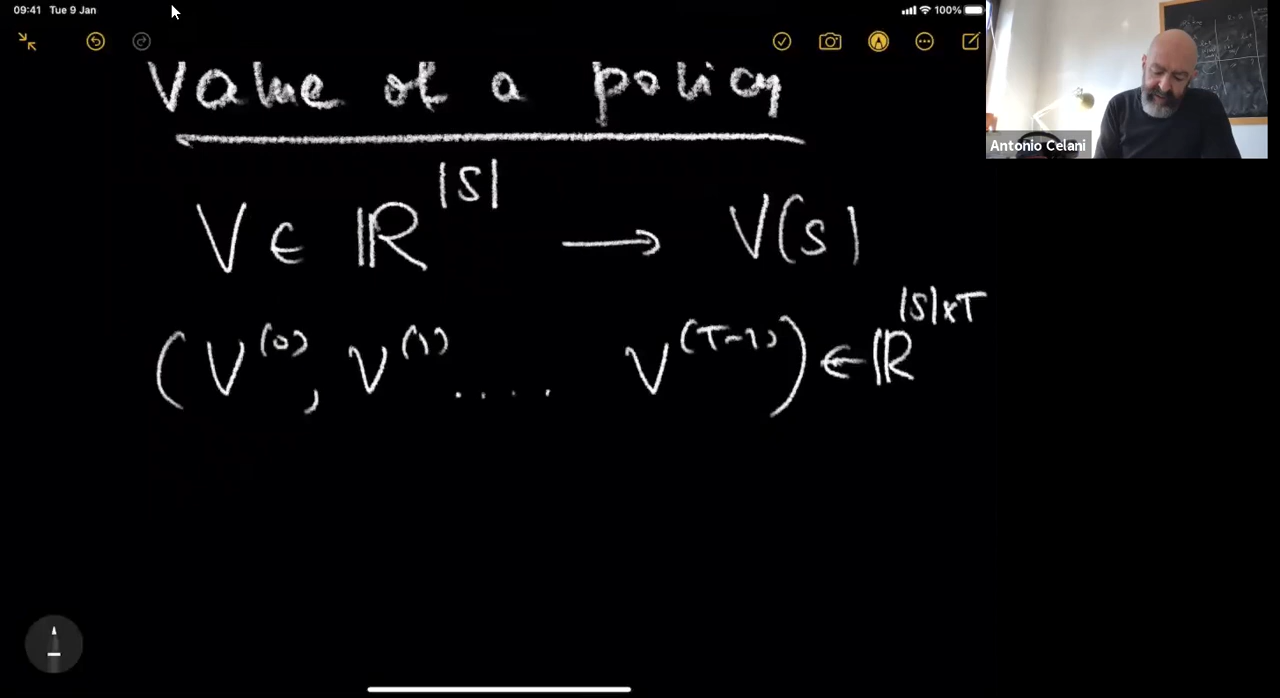 09:41 Tue 9 Jan
100%
Antonio Celani
Value of a policy
V ∈ ℝ^|S| → V(s)
(V^(0), V^(1) .... V^(T-1)) ∈ ℝ^|S|×T